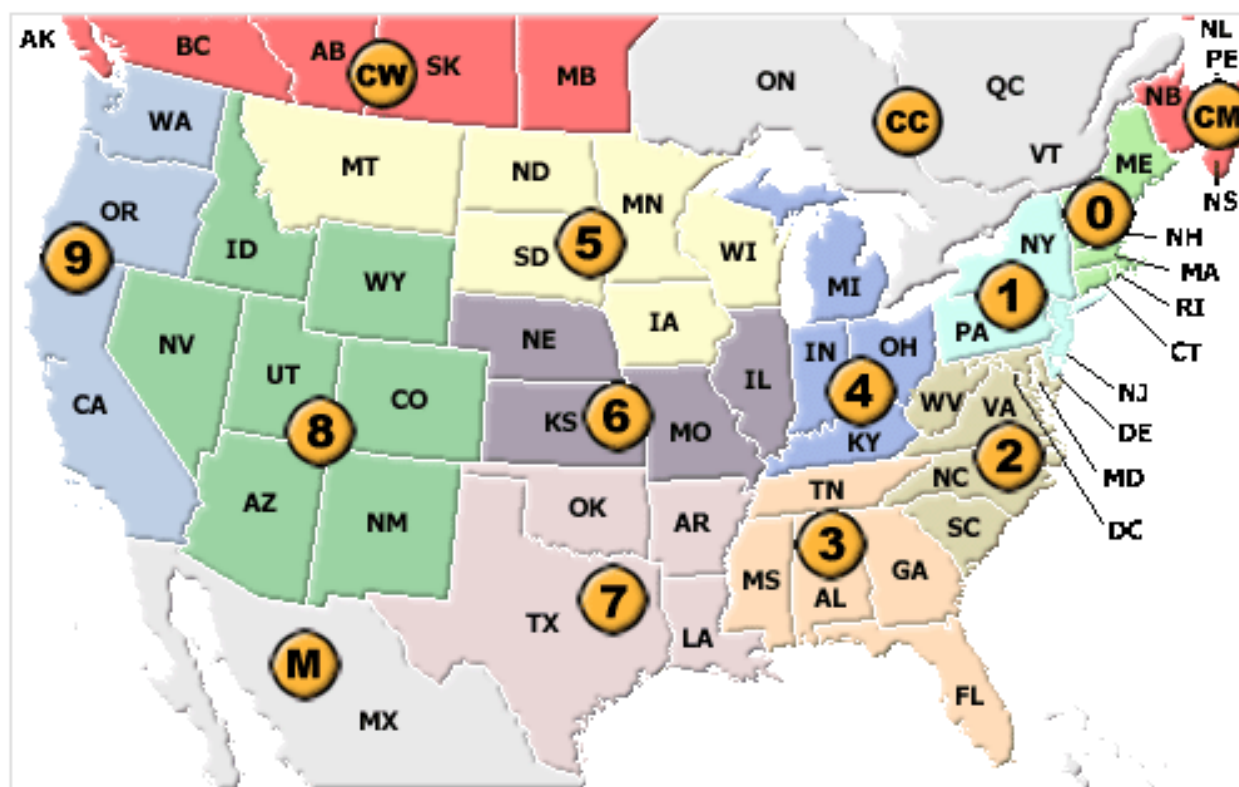 AK
BC
AB
CW
SK
MB
ON
CC
QC
NL
PE
NB
CM
NS
VT
ME
WA
MT
ND
MN
OR
ID
9
SD
5
WI
NY
0
NH
MA
WY
MI
1
RI
NV
NE
IA
PA
CT
UT
CO
IL
IN
OH
4
NJ
CA
8
KS
6
MO
KY
WV
VA
DE
AZ
NM
OK
AR
TN
NC
2
MD
SC
DC
3
MS
AL
GA
TX
7
LA
M
MX
FL